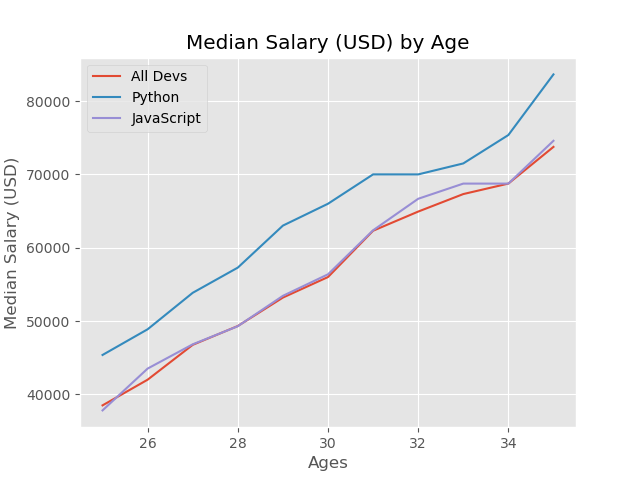 Median Salary (USD) by Age
All Devs
Python
JavaScript
80000
70000
60000
50000
40000
Median Salary (USD)
26 28 30 32 34
Ages